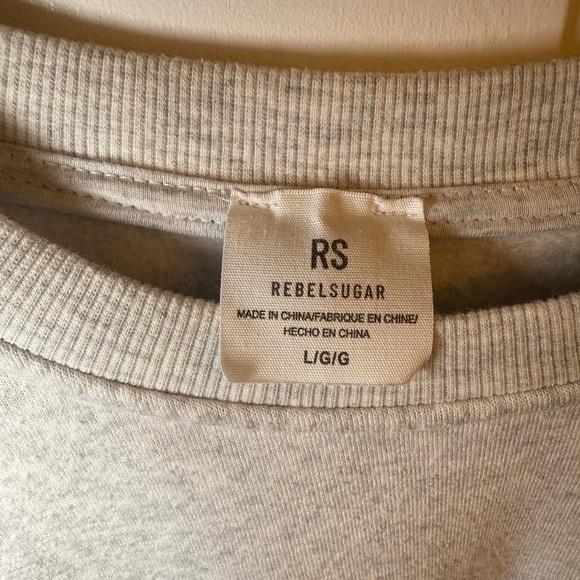 RS
REBELSUGAR
MADE IN CHINA/FABRIQUE EN CHINE/
HECHO EN CHINA
L/G/G